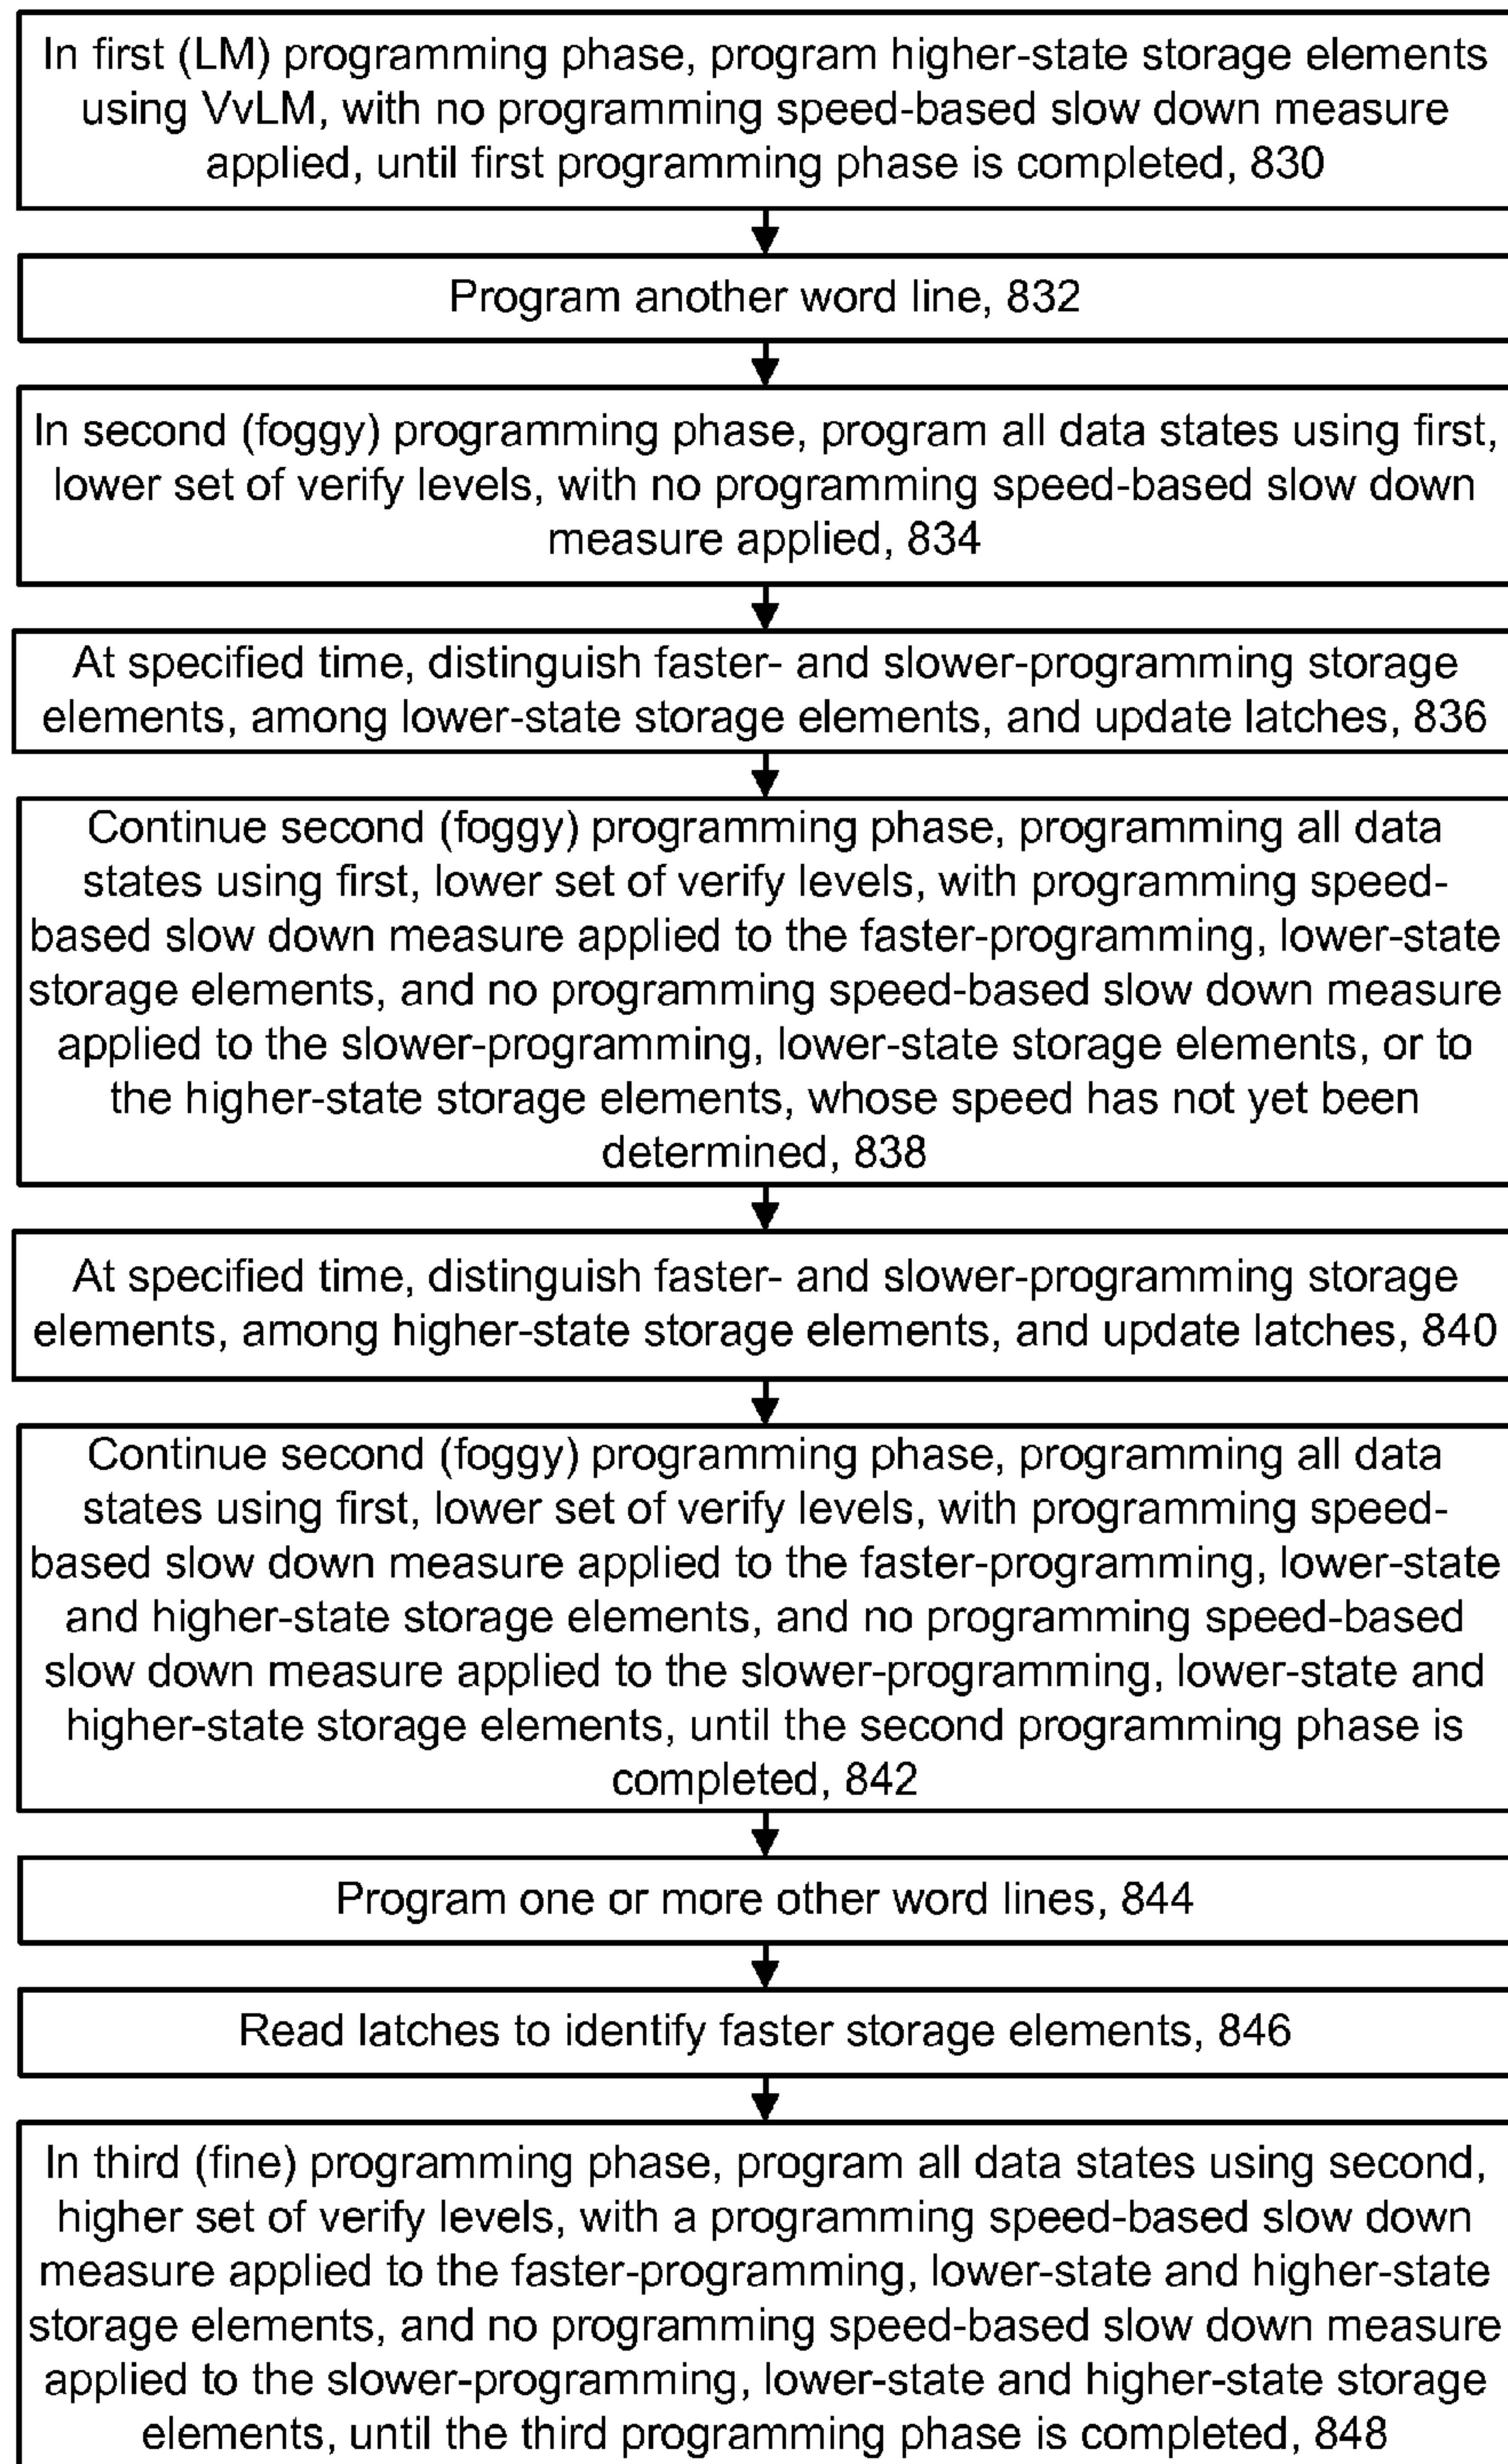 In first (LM) programming phase, program higher-state storage elements
using VvLM, with no programming speed-based slow down measure
applied, until first programming phase is completed, 830
Program another word line, 832
In second (foggy) programming phase, program all data states using first,
lower set of verify levels, with no programming speed-based slow down
measure applied, 834
At specified time, distinguish faster- and slower-programming storage
elements, among lower-state storage elements, and update latches, 836
Continue second (foggy) programming phase, programming all data
states using first, lower set of verify levels, with programming speed-
based slow down measure applied to the faster-programming, lower-state
storage elements, and no programming speed-based slow down measure
applied to the slower-programming, lower-state storage elements, or to
the higher-state storage elements, whose speed has not yet been
determined, 838
At specified time, distinguish faster- and slower-programming storage
elements, among higher-state storage elements, and update latches, 840
Continue second (foggy) programming phase, programming all data
states using first, lower set of verify levels, with programming speed-
based slow down measure applied to the faster-programming, lower-state
and higher-state storage elements, and no programming speed-based
slow down measure applied to the slower-programming, lower-state and
higher-state storage elements, until the second programming phase is
completed, 842
Program one or more other word lines, 844
Read latches to identify faster storage elements, 846
In third (fine) programming phase, program all data states using second,
higher set of verify levels, with a programming speed-based slow down
measure applied to the faster-programming, lower-state and higher-state
storage elements, and no programming speed-based slow down measure
applied to the slower-programming, lower-state and higher-state storage
elements, until the third programming phase is completed, 848